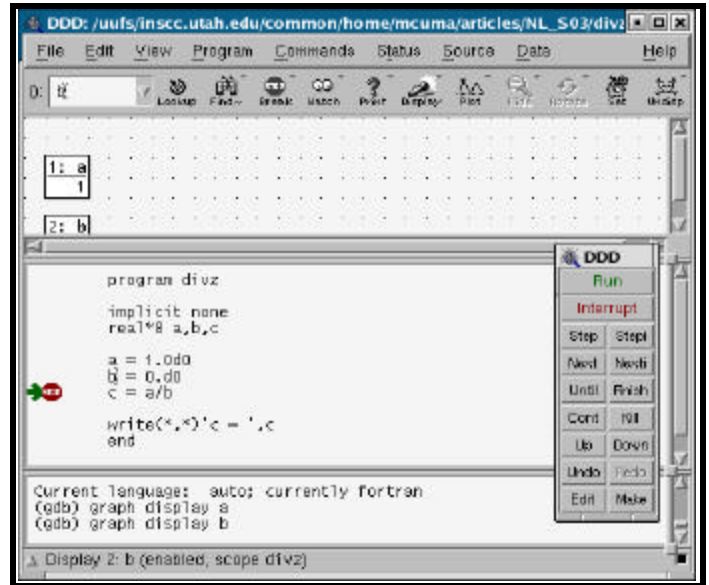 DDD: /uufs/inscc.utah.edu/common/home/mcuma/articles/NL_S03/divz
File Edit View Program Commands Status Source Data Help
Lookup Find Break Watch Print Display Plot Set Undisp
1: a
1
2: b
DDD
Run
Interrupt
Step Stepi
Next Nexti
Until Finish
Cont Kill
Up Down
Undo Redo
Edit Make
program divz
implicit none
real*8 a,b,c
a = 1.0d0
b = 0.d0
c = a/b
write(*,*)'c = ',c
end
Current language: auto; currently fortran
(gdb) graph display a
(gdb) graph display b
Display 2: b (enabled, scope divz)